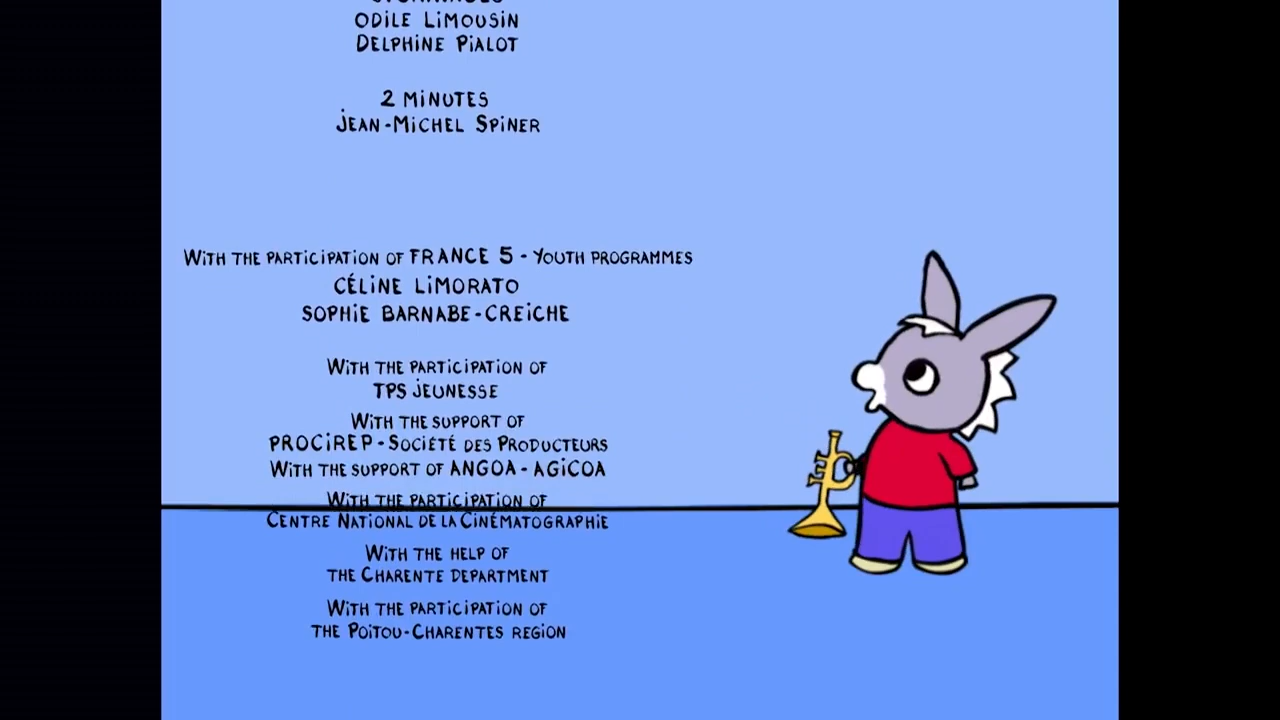 ODILE LIMOUSIN
DELPHINE PIALOT
2 MINUTES
JEAN-MICHEL SPINER
WITH THE PARTICIPATION OF FRANCE 5 - YOUTH PROGRAMMES
CÉLINE LIMORATO
SOPHIE BARNABE-CREICHE
WITH THE PARTICIPATION OF
TPS JEUNESSE
WITH THE SUPPORT OF
PROCIREP-SOCIÉTÉ DES PRODUCTEURS
WITH THE SUPPORT OF ANGOA-AGICOA
WITH THE PARTICIPATION OF
CENTRE NATIONAL DE LA CINÉMATOGRAPHIE
WITH THE HELP OF
THE CHARENTE DEPARTMENT
WITH THE PARTICIPATION OF
THE POITOU-CHARENTES REGION